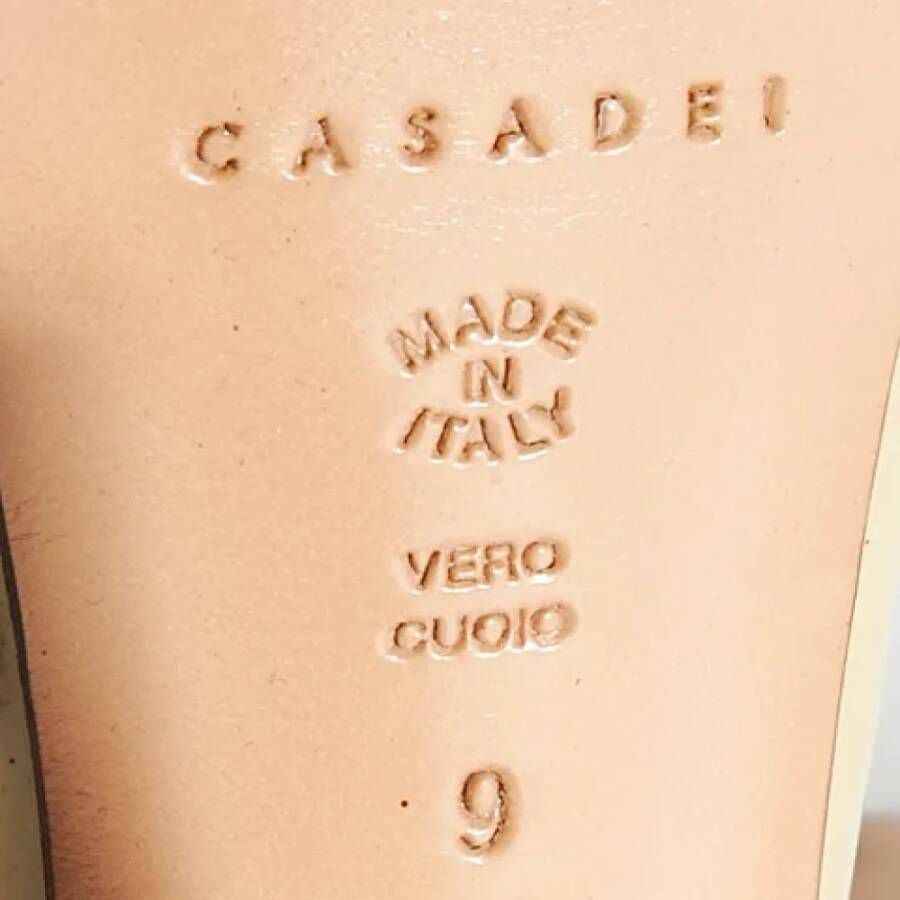 CASADEI
MADE
IN
ITALY
VERO
CUOIO
9